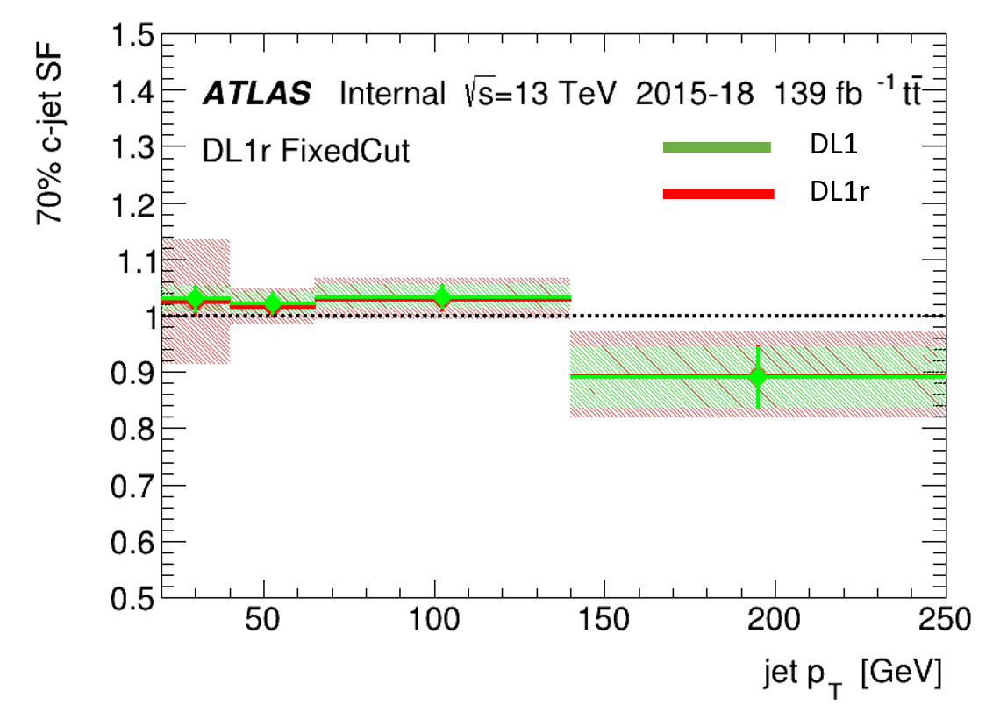 70% c-jet SF
1.5
1.4
1.3
1.2
1.1
1
0.9
0.8
0.7
0.6
0.5
ATLAS Internal √s=13 TeV 2015-18 139 fb -1 tt̄
DL1r FixedCut
DL1
DL1r
50 100 150 200 250
jet p_T [GeV]